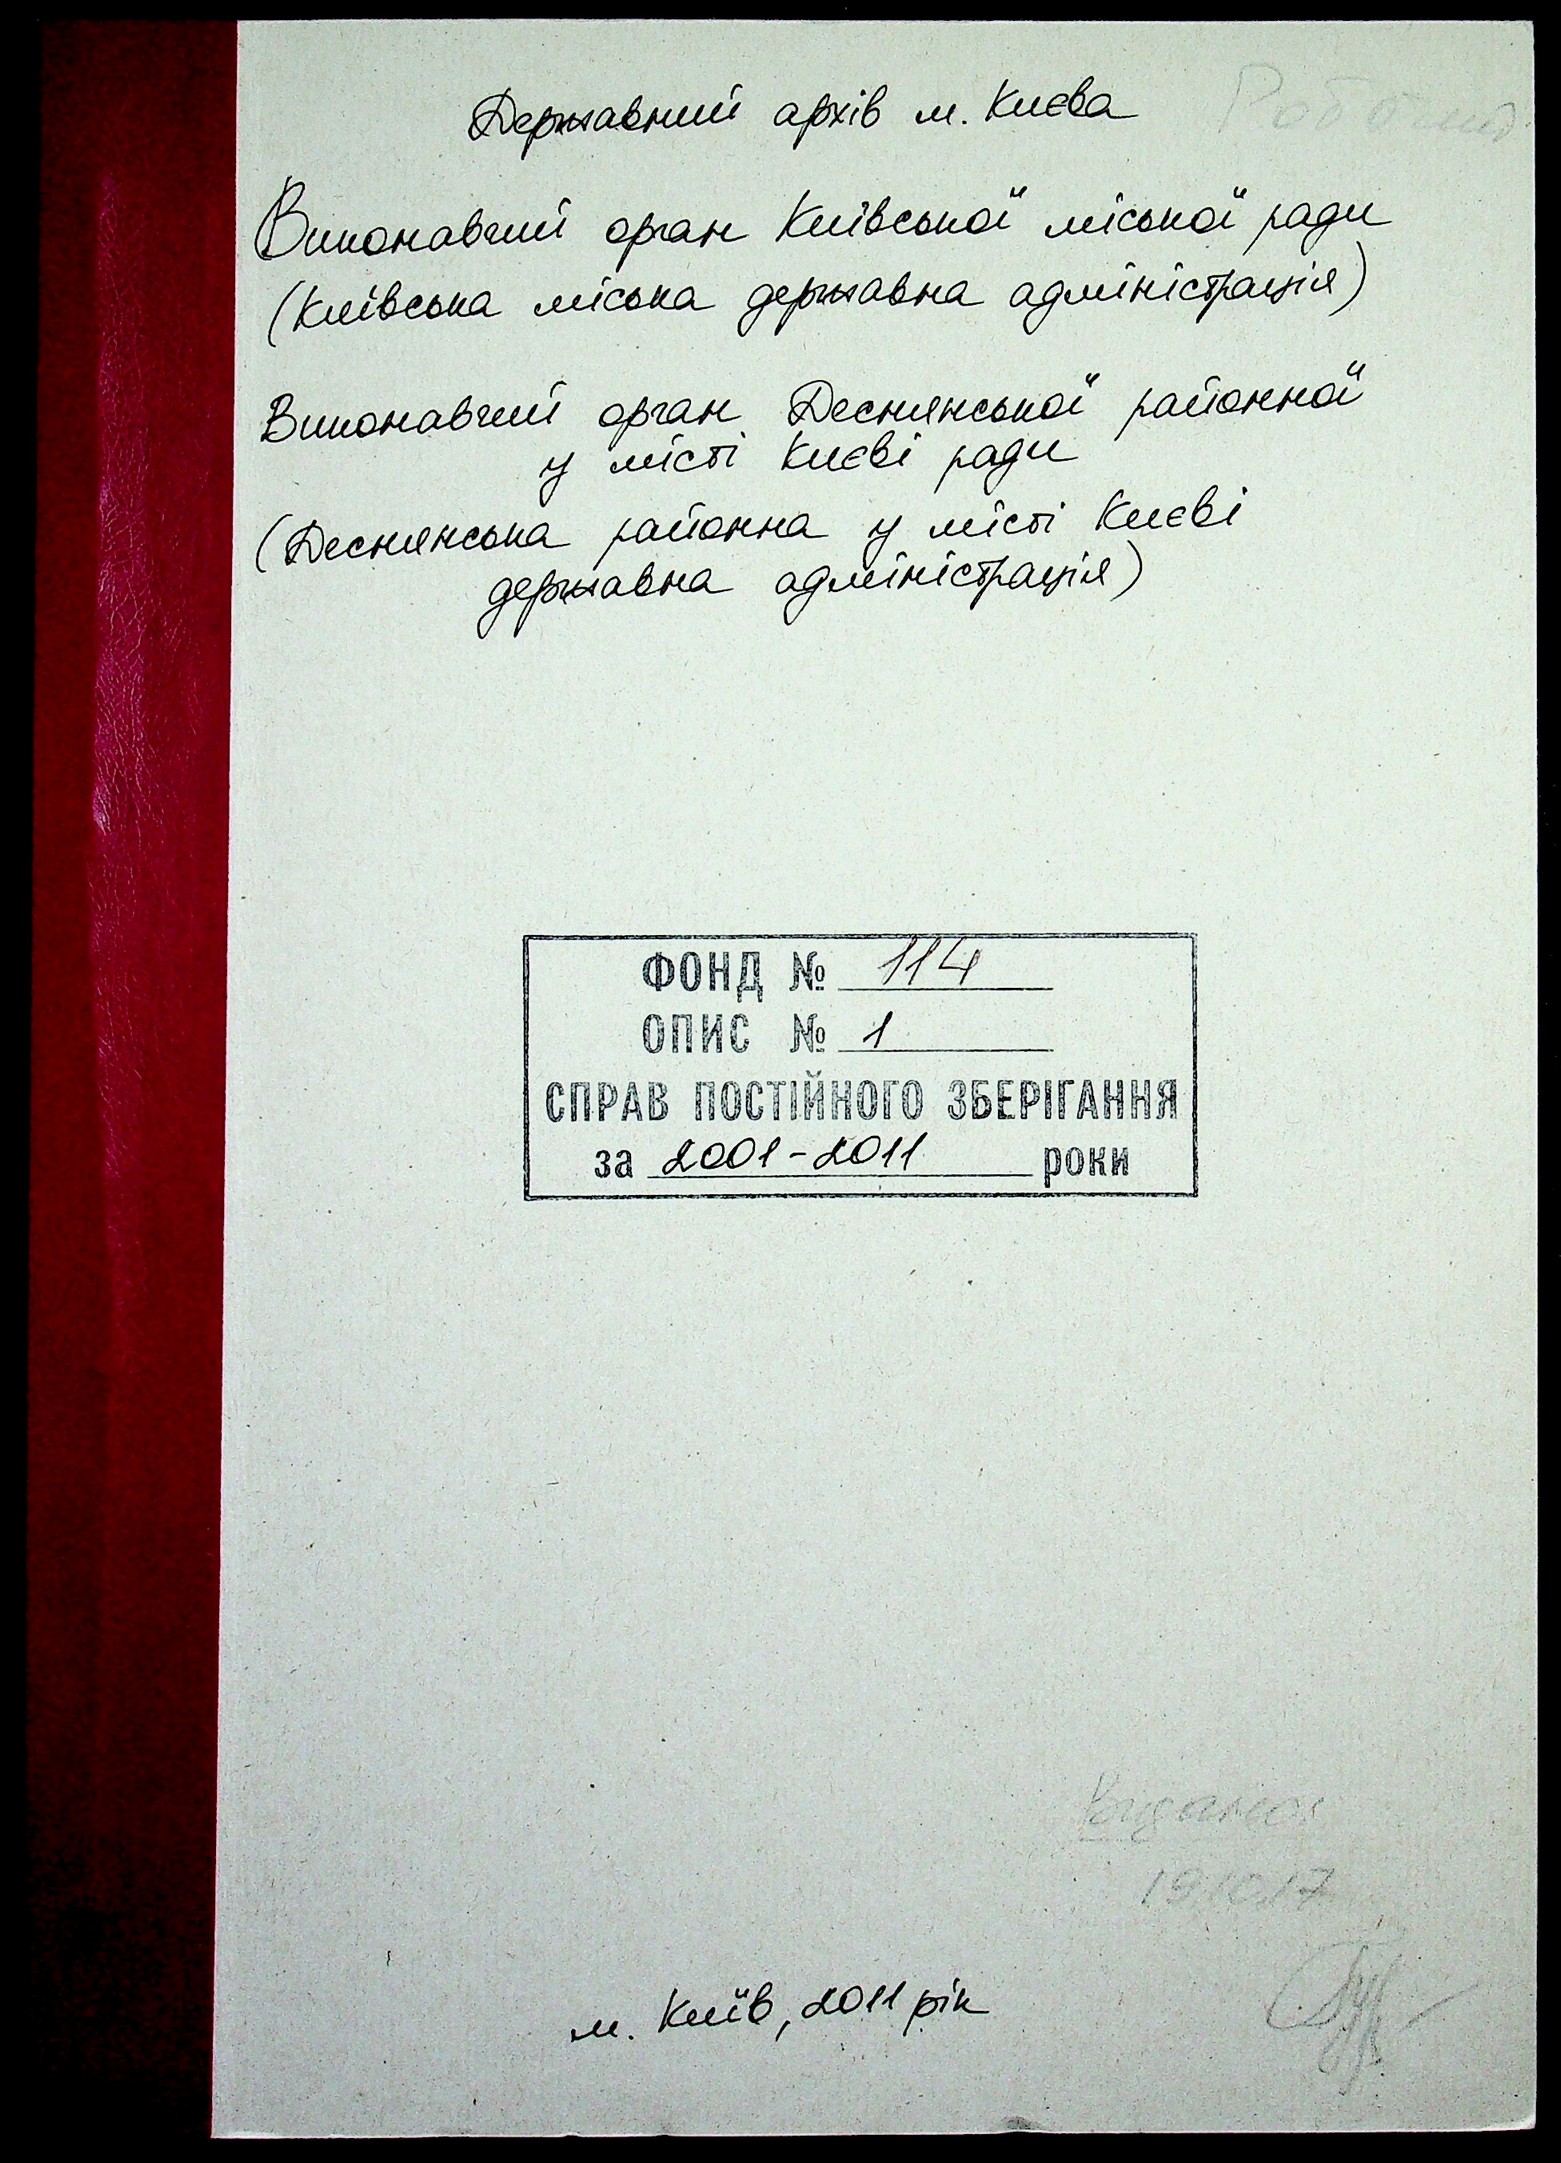 Державний архів м. Києва
Виконавчий орган Київської міської ради
(Київська міська державна адміністрація)
Виконавчий орган Деснянської районної
у місті Києві ради
(Деснянська районна у місті Києві
державна адміністрація)
ФОНД № 114
ОПИС № 1
СПРАВ ПОСТІЙНОГО ЗБЕРІГАННЯ
за 2001-2011 роки
19.10.17
м. Київ, 2011 рік